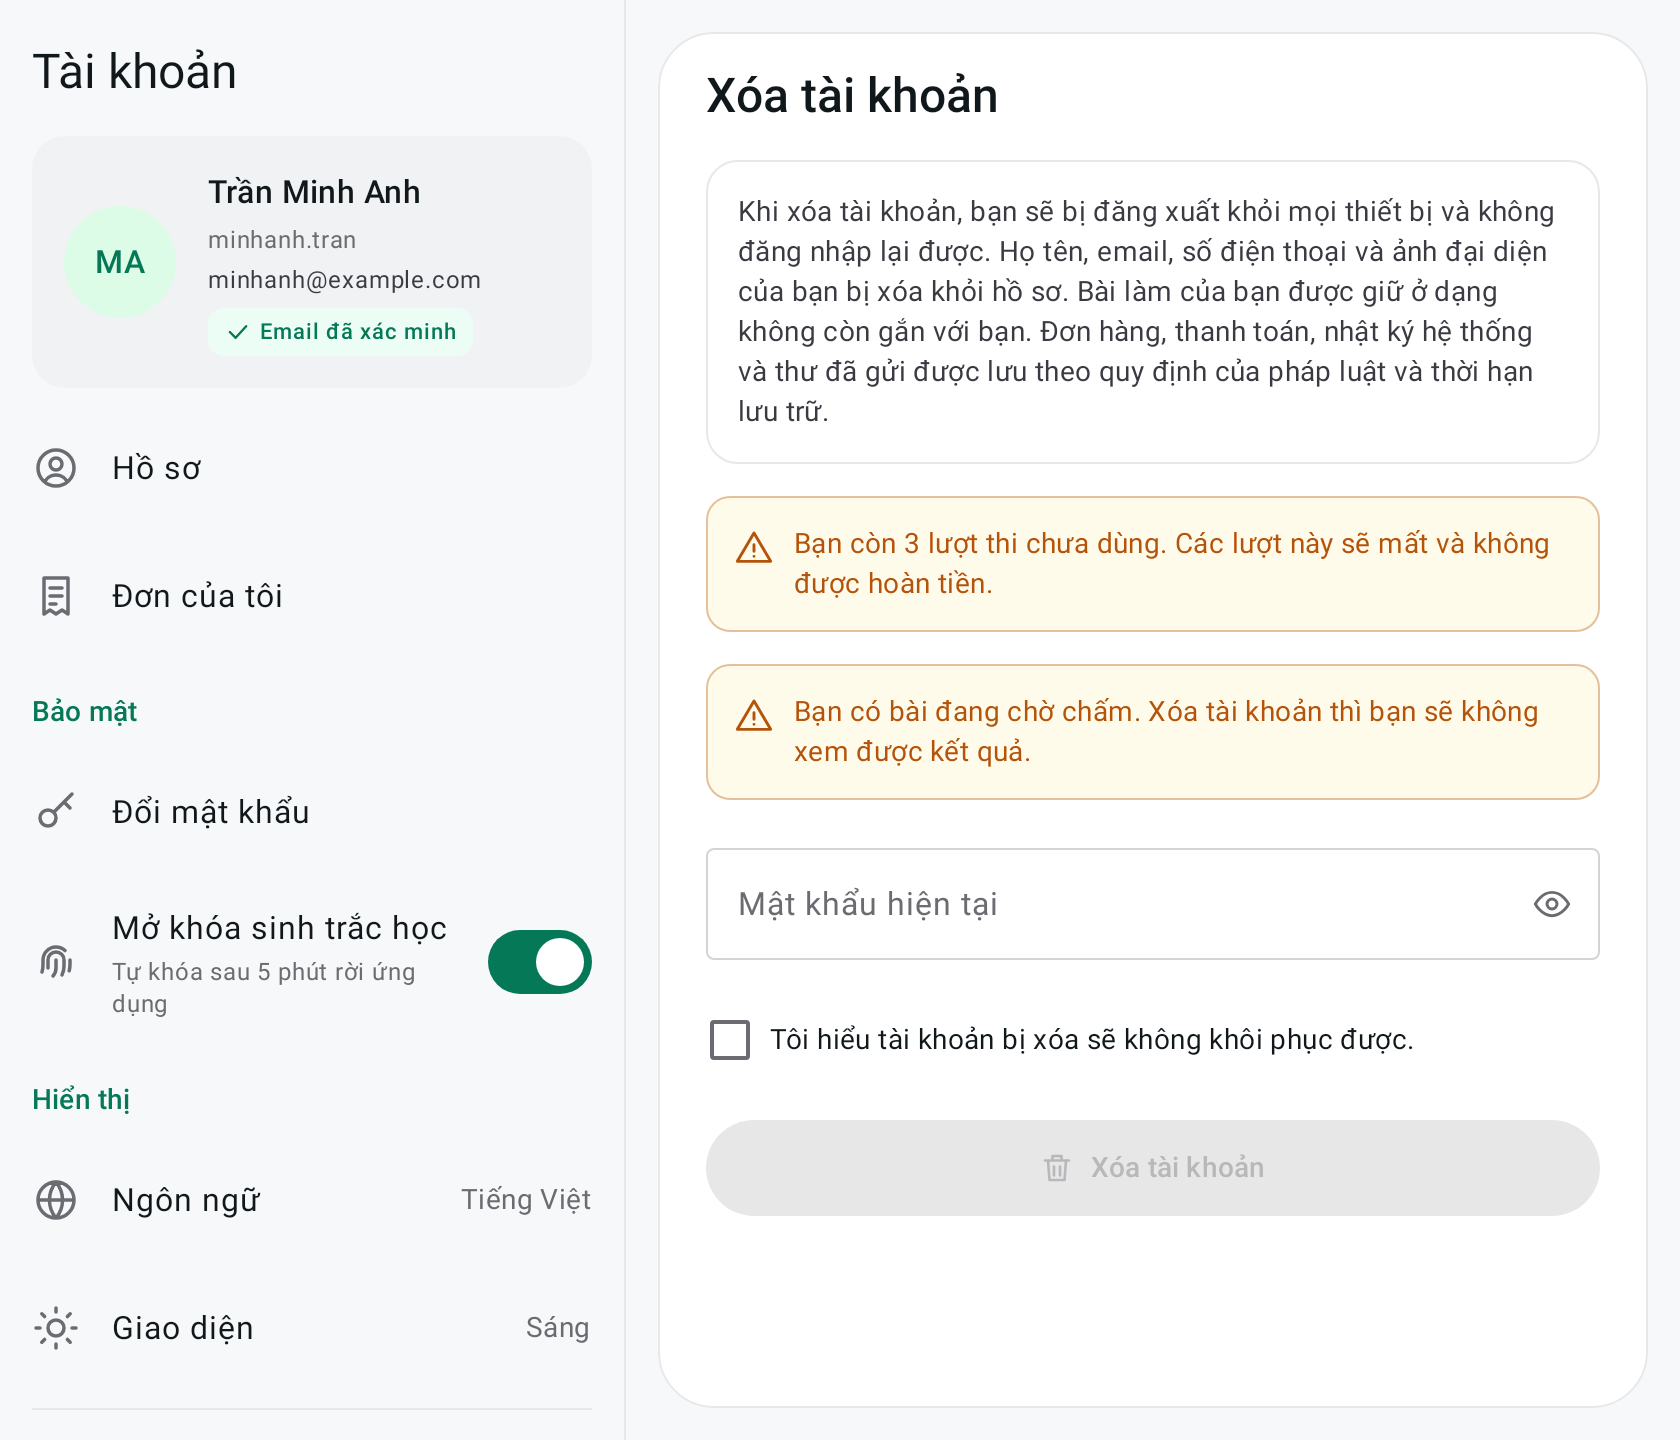 Tài khoản
MA
Trần Minh Anh
minhanh.tran
minhanh@example.com
Email đã xác minh
Hồ sơ
Đơn của tôi
Bảo mật
Đổi mật khẩu
Mở khóa sinh trắc học
Tự khóa sau 5 phút rời ứng
dụng
Hiển thị
Ngôn ngữ
Tiếng Việt
Giao diện
Sáng
Xóa tài khoản
Khi xóa tài khoản, bạn sẽ bị đăng xuất khỏi mọi thiết bị và không
đăng nhập lại được. Họ tên, email, số điện thoại và ảnh đại diện
của bạn bị xóa khỏi hồ sơ. Bài làm của bạn được giữ ở dạng
không còn gắn với bạn. Đơn hàng, thanh toán, nhật ký hệ thống
và thư đã gửi được lưu theo quy định của pháp luật và thời hạn
lưu trữ.
Bạn còn 3 lượt thi chưa dùng. Các lượt này sẽ mất và không
được hoàn tiền.
Bạn có bài đang chờ chấm. Xóa tài khoản thì bạn sẽ không
xem được kết quả.
Mật khẩu hiện tại
Tôi hiểu tài khoản bị xóa sẽ không khôi phục được.
Xóa tài khoản